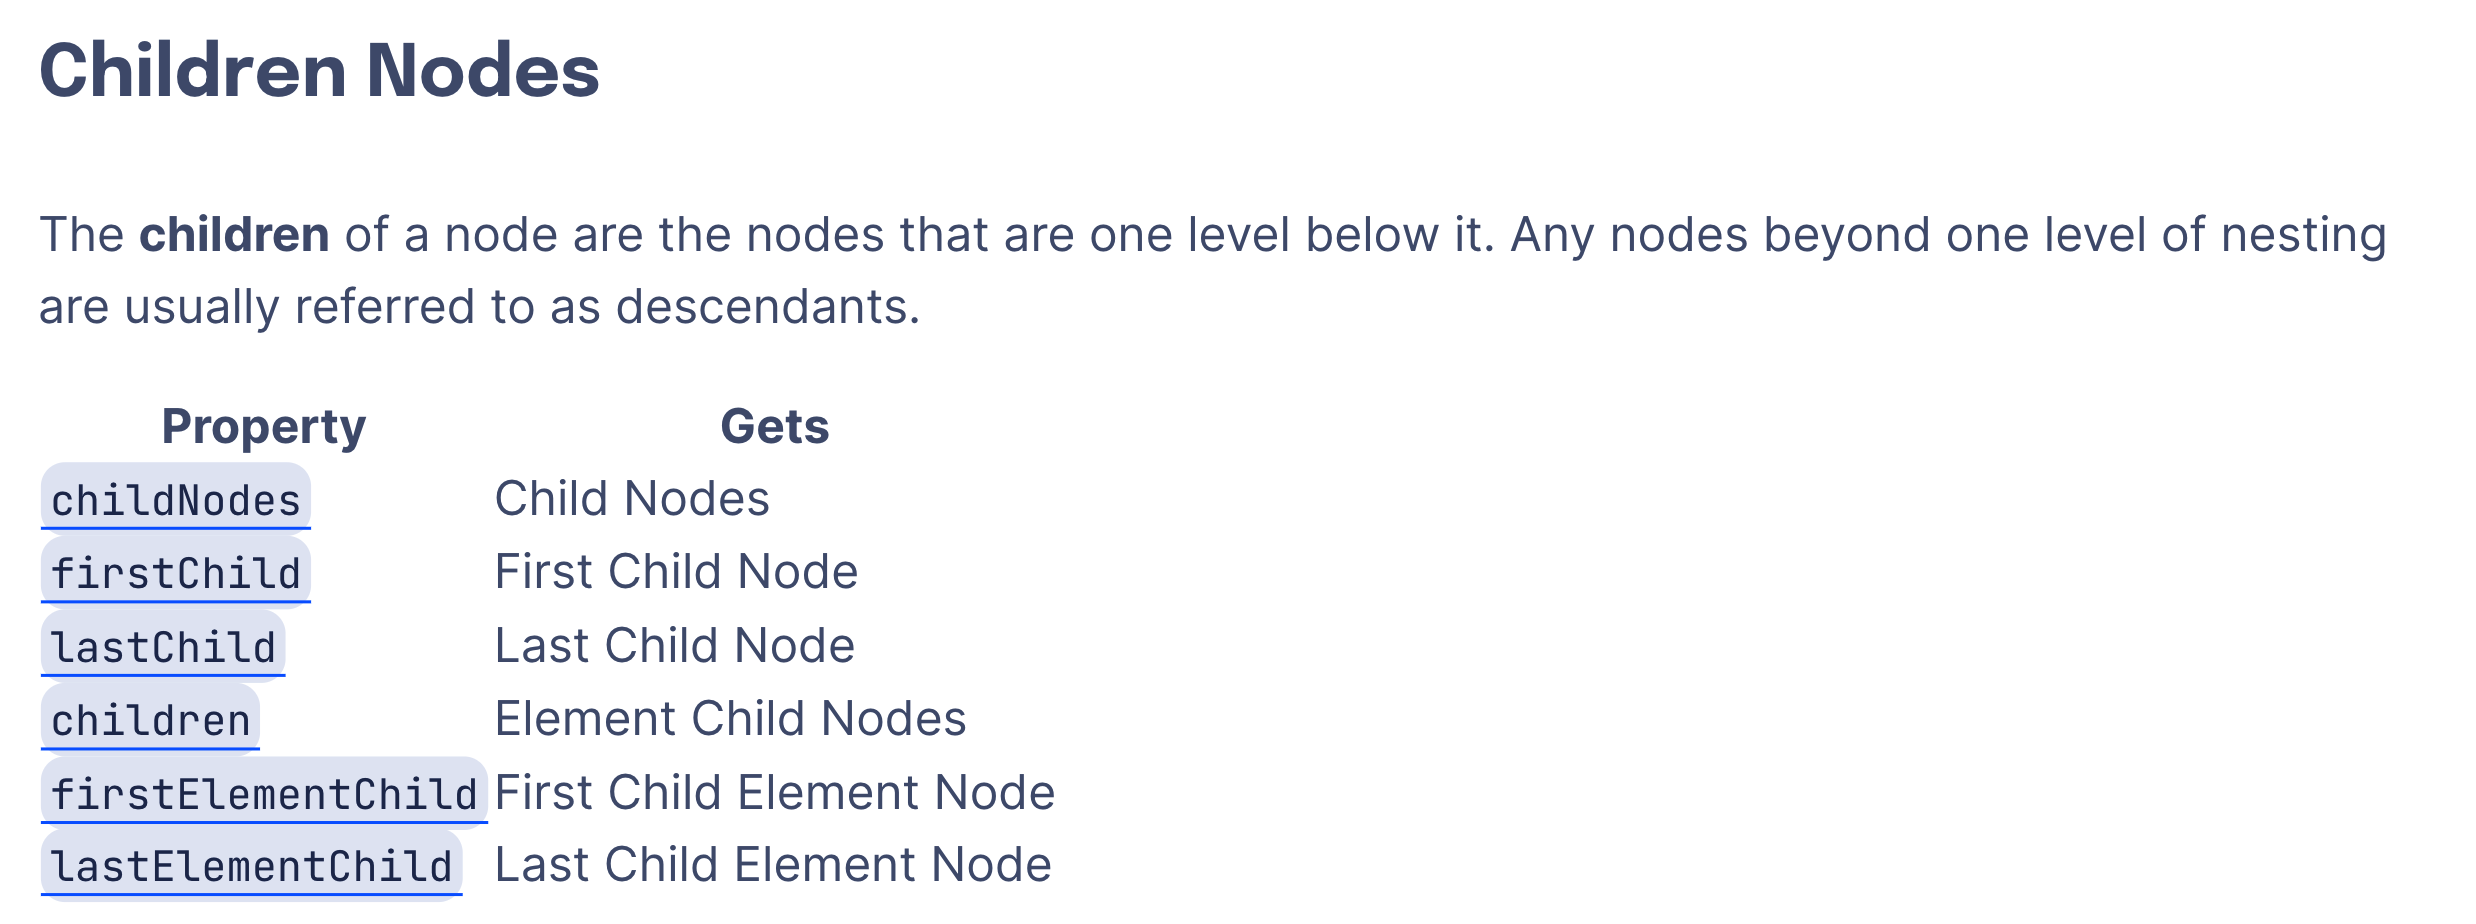 Children Nodes
The children of a node are the nodes that are one level below it. Any nodes beyond one level of nesting
are usually referred to as descendants.
Property Gets
childNodes Child Nodes
firstChild First Child Node
lastChild Last Child Node
children Element Child Nodes
firstElementChild First Child Element Node
lastElementChild Last Child Element Node